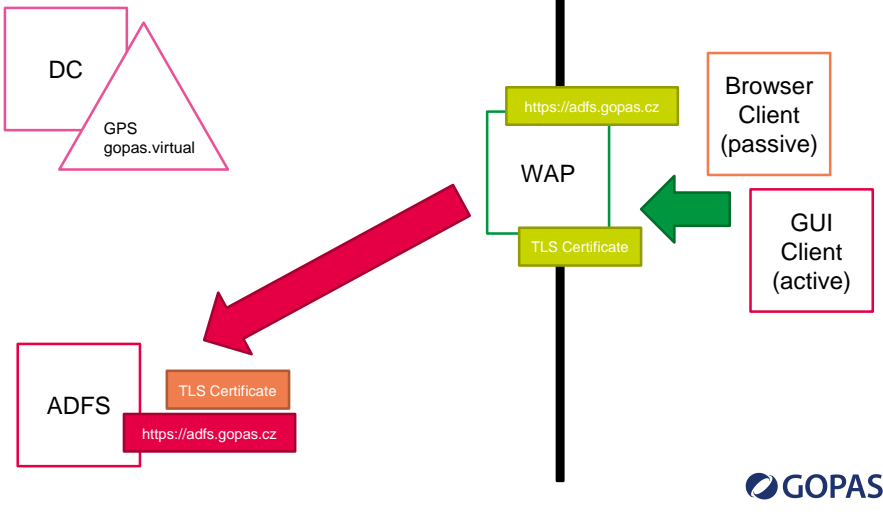 DC
GPS
gopas.virtual
https://adfs.gopas.cz
WAP
TLS Certificate
Browser
Client
(passive)
GUI
Client
(active)
ADFS
TLS Certificate
https://adfs.gopas.cz
GOPAS